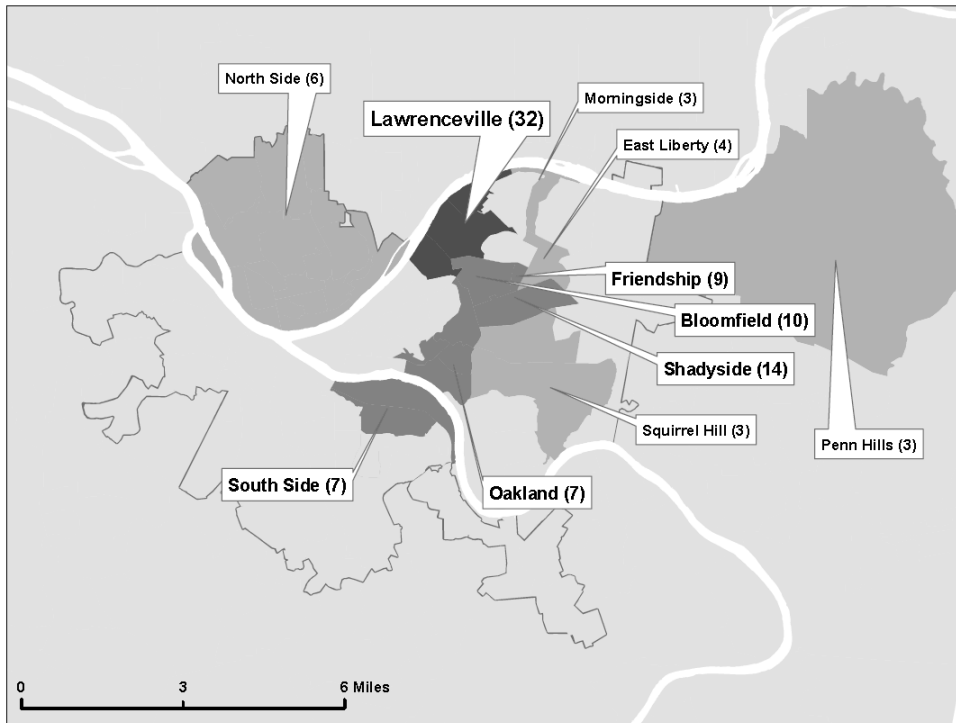 North Side (6)
Lawrenceville (32)
Morningside (3)
East Liberty (4)
Friendship (9)
Bloomfield (10)
Shadyside (14)
Squirrel Hill (3)
Penn Hills (3)
South Side (7)
Oakland (7)
0 3 6 Miles